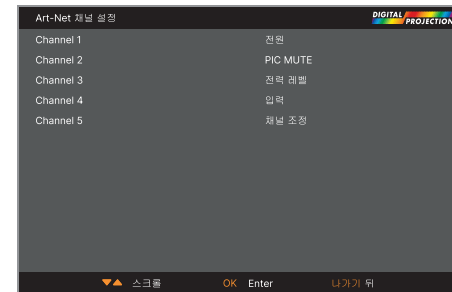 Art-Net 채널 설정
DIGITAL PROJECTION
Channel 1 전원
Channel 2 PIC MUTE
Channel 3 전력 레벨
Channel 4 입력
Channel 5 채널 조정
▼▲ 스크롤 OK Enter 나가기 뒤